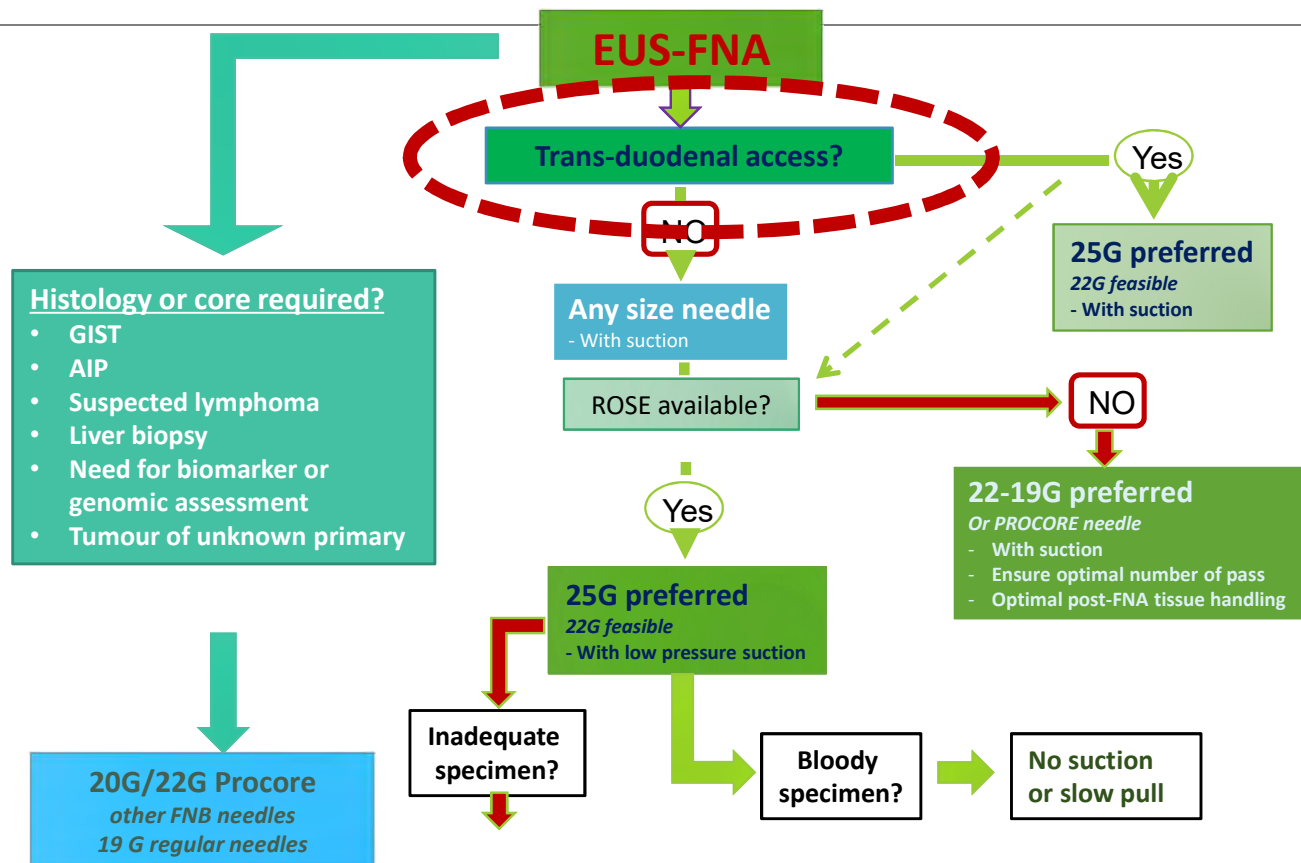 EUS-FNA
Trans-duodenal access?
Yes
NO
25G preferred
22G feasible
- With suction
Histology or core required?
• GIST
• AIP
• Suspected lymphoma
• Liver biopsy
• Need for biomarker or
genomic assessment
• Tumour of unknown primary
Any size needle
- With suction
ROSE available?
NO
Yes
22-19G preferred
Or PROCORE needle
- With suction
- Ensure optimal number of pass
- Optimal post-FNA tissue handling
25G preferred
22G feasible
- With low pressure suction
Inadequate
specimen?
Bloody
specimen?
No suction
or slow pull
20G/22G Procore
other FNB needles
19 G regular needles